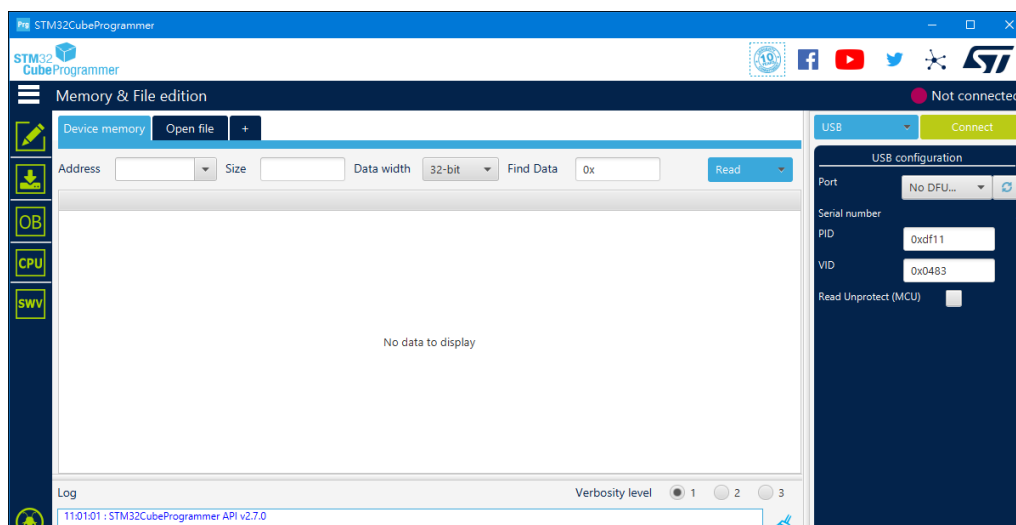 Prg STM32CubeProgrammer
STM32
CubeProgrammer
10
Memory & File edition
Not connected
Device memory Open file +
USB Connect
Address Size Data width 32-bit Find Data 0x Read
USB configuration
Port No DFU...
Serial number
PID 0xdf11
VID 0x0483
Read Unprotect (MCU)
OB
CPU
SWV
No data to display
Log Verbosity level 1 2 3
11:01:01 : STM32CubeProgrammer API v2.7.0